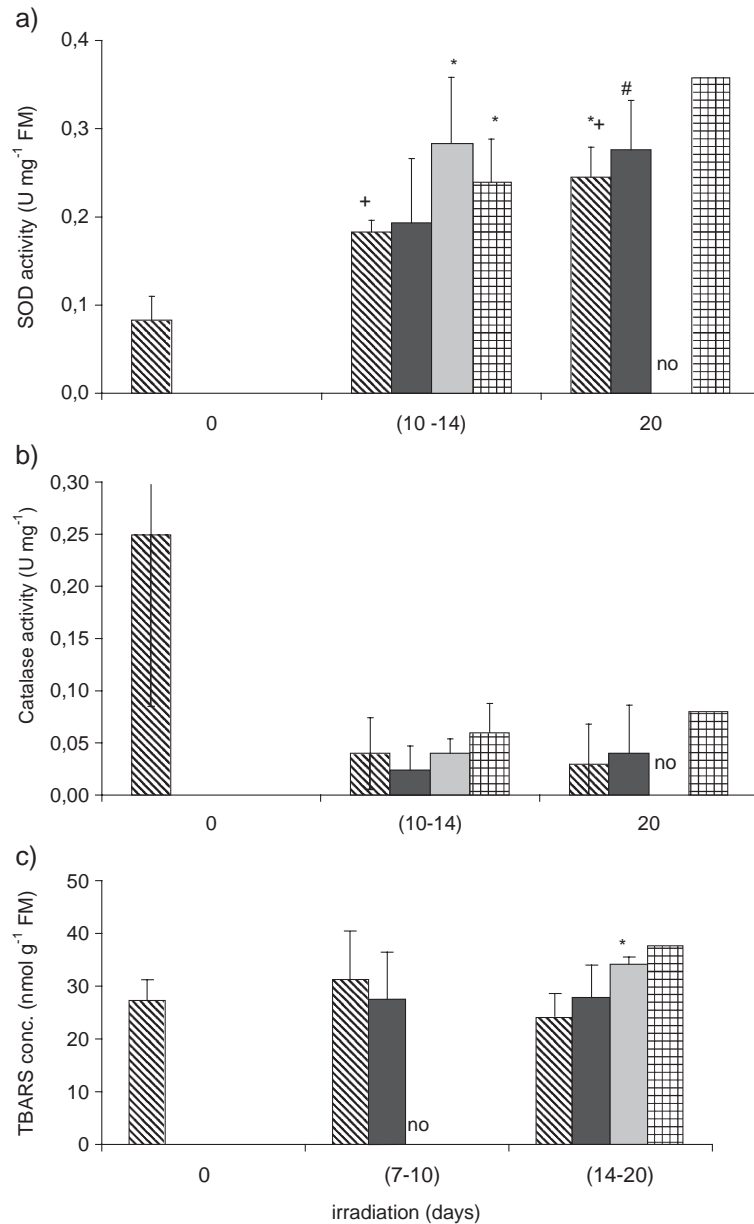 a)
SOD activity (U mg⁻¹ FM)
0,4
0,3
0,2
0,1
0,0
+
*
*
*+
#
no
0 (10 -14) 20
b)
Catalase activity (U mg⁻¹)
0,30
0,25
0,20
0,15
0,10
0,05
0,00
no
0 (10-14) 20
c)
TBARS conc. (nmol g⁻¹ FM)
50
40
30
20
10
0
no
*
0 (7-10) (14-20)
irradiation (days)